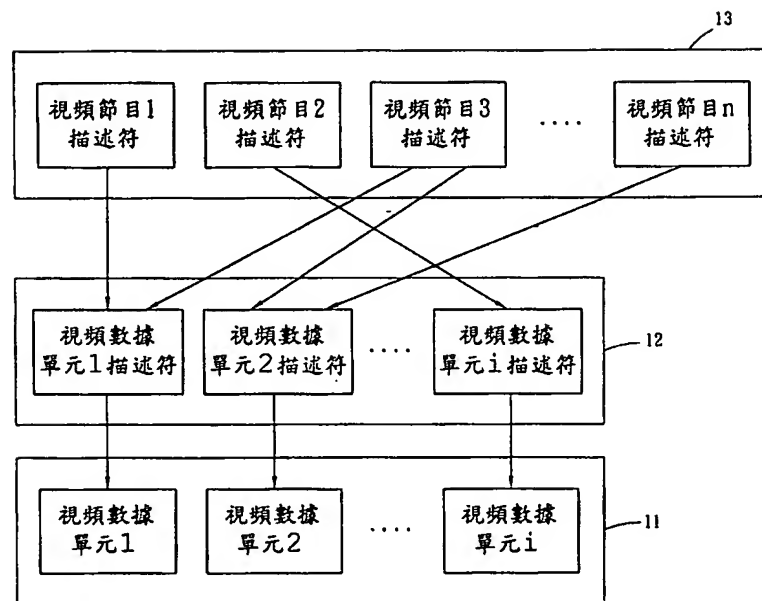 13
視頻節目1
描述符
視頻節目2
描述符
視頻節目3
描述符
....
視頻節目n
描述符
視頻數據
單元1描述符
視頻數據
單元2描述符
....
視頻數據
單元i描述符
12
視頻數據
單元1
視頻數據
單元2
....
視頻數據
單元i
11